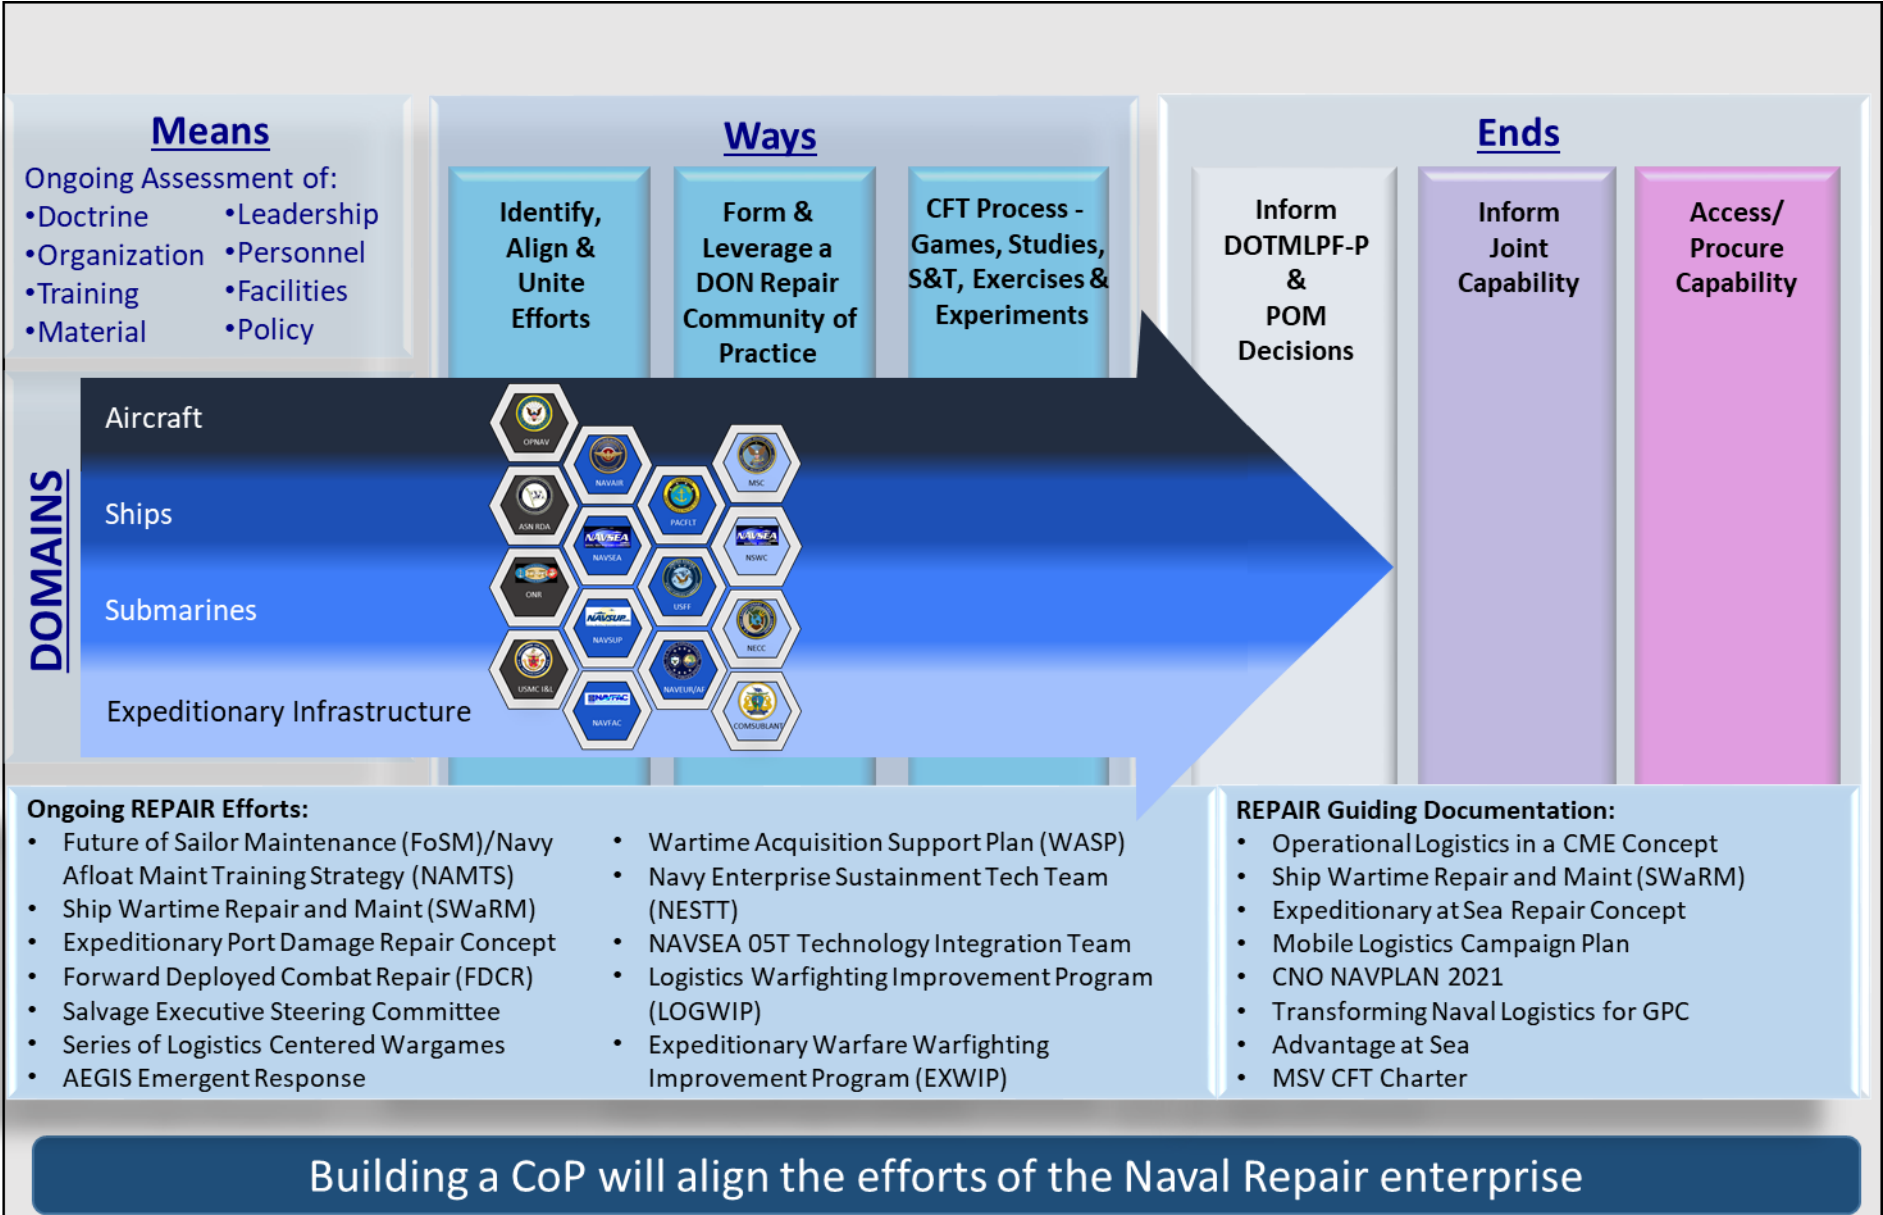 Means
Ongoing Assessment of:
•Doctrine
•Organization
•Training
•Material
•Leadership
•Personnel
•Facilities
•Policy
Ways
Identify,
Align &
Unite
Efforts
Form &
Leverage a
DON Repair
Community of
Practice
CFT Process -
Games, Studies,
S&T, Exercises &
Experiments
Ends
Inform
DOTMLPF-P
&
POM
Decisions
Inform
Joint
Capability
Access/
Procure
Capability
DOMAINS
Aircraft
Ships
Submarines
Expeditionary Infrastructure
OPNAV
ASN RDA
ONR
USMC I&L
NAVAIR
NAVSEA
NAVSEA
NAVSUP
NAVSUP
NAVFAC
NAVFAC
PACFLT
USFF
NAVEUR/AF
MSC
NAVSEA
NSWC
NECC
COMSUBLANT
Ongoing REPAIR Efforts:
• Future of Sailor Maintenance (FoSM)/Navy
Afloat Maint Training Strategy (NAMTS)
• Ship Wartime Repair and Maint (SWaRM)
• Expeditionary Port Damage Repair Concept
• Forward Deployed Combat Repair (FDCR)
• Salvage Executive Steering Committee
• Series of Logistics Centered Wargames
• AEGIS Emergent Response
• Wartime Acquisition Support Plan (WASP)
• Navy Enterprise Sustainment Tech Team
(NESTT)
• NAVSEA 05T Technology Integration Team
• Logistics Warfighting Improvement Program
(LOGWIP)
• Expeditionary Warfare Warfighting
Improvement Program (EXWIP)
REPAIR Guiding Documentation:
• Operational Logistics in a CME Concept
• Ship Wartime Repair and Maint (SWaRM)
• Expeditionary at Sea Repair Concept
• Mobile Logistics Campaign Plan
• CNO NAVPLAN 2021
• Transforming Naval Logistics for GPC
• Advantage at Sea
• MSV CFT Charter
Building a CoP will align the efforts of the Naval Repair enterprise